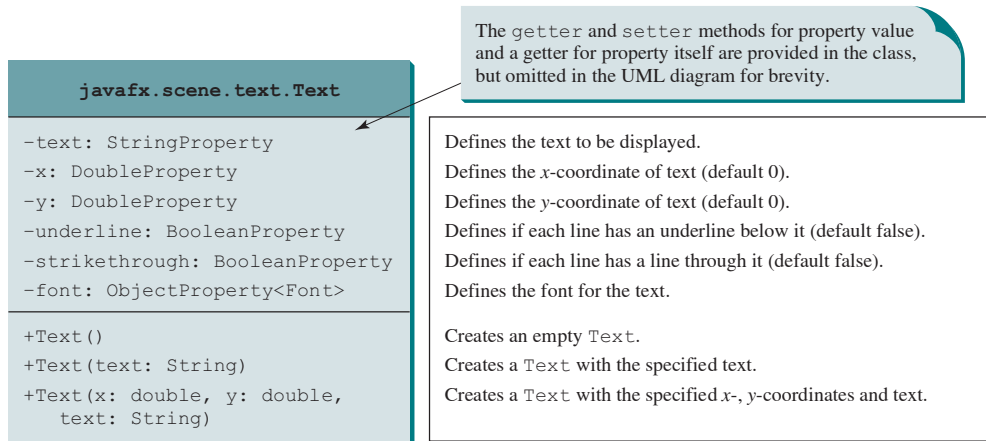 The getter and setter methods for property value
and a getter for property itself are provided in the class,
but omitted in the UML diagram for brevity.
javafx.scene.text.Text
-text: StringProperty
-x: DoubleProperty
-y: DoubleProperty
-underline: BooleanProperty
-strikethrough: BooleanProperty
-font: ObjectProperty<Font>
Defines the text to be displayed.
Defines the x-coordinate of text (default 0).
Defines the y-coordinate of text (default 0).
Defines if each line has an underline below it (default false).
Defines if each line has a line through it (default false).
Defines the font for the text.
+Text()
+Text(text: String)
+Text(x: double, y: double,
text: String)
Creates an empty Text.
Creates a Text with the specified text.
Creates a Text with the specified x-, y-coordinates and text.